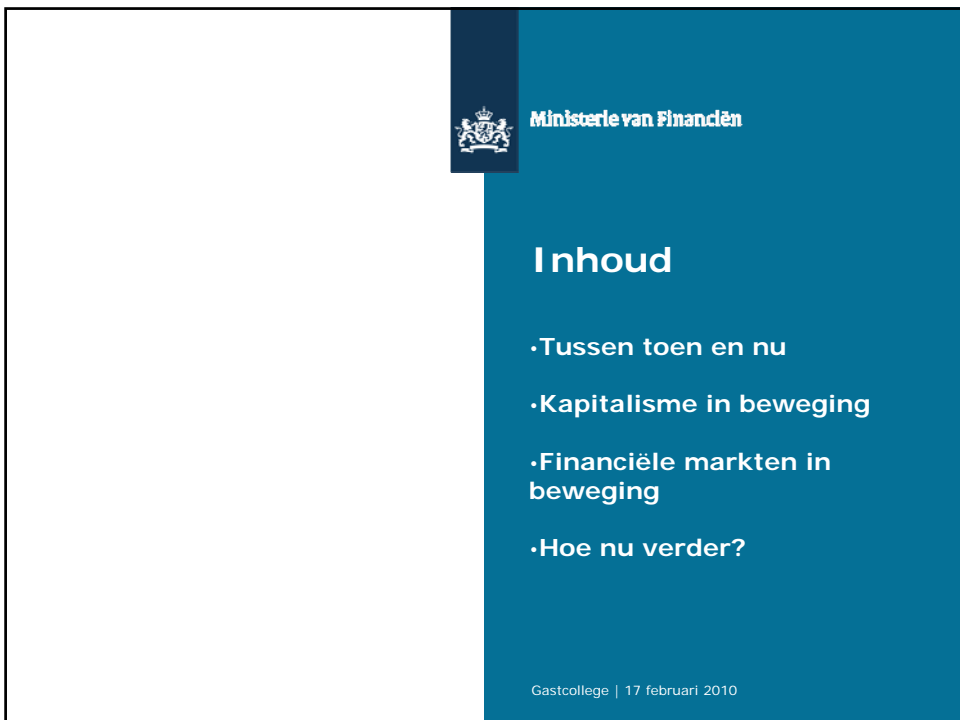 Ministerie van Financiën
Inhoud
•Tussen toen en nu
•Kapitalisme in beweging
•Financiële markten in
beweging
•Hoe nu verder?
Gastcollege | 17 februari 2010